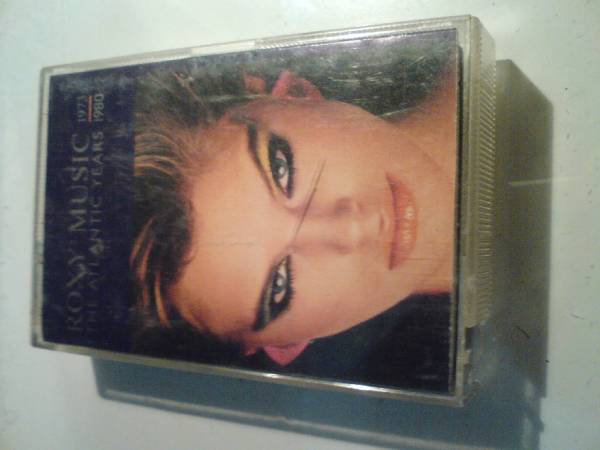 ROXY MUSIC
THE ATLANTIC YEARS
1973
1980